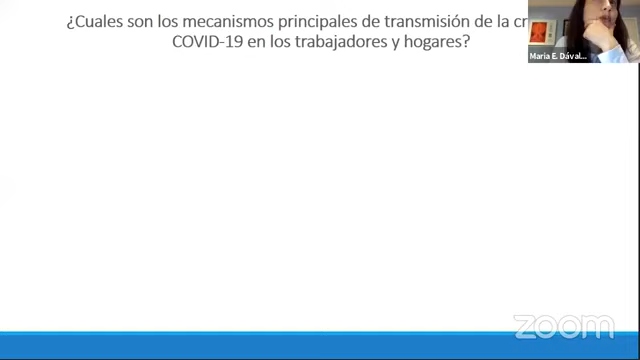 ¿Cuales son los mecanismos principales de transmisión de la cr
COVID-19 en los trabajadores y hogares?
Maria E. Dával...
zoom